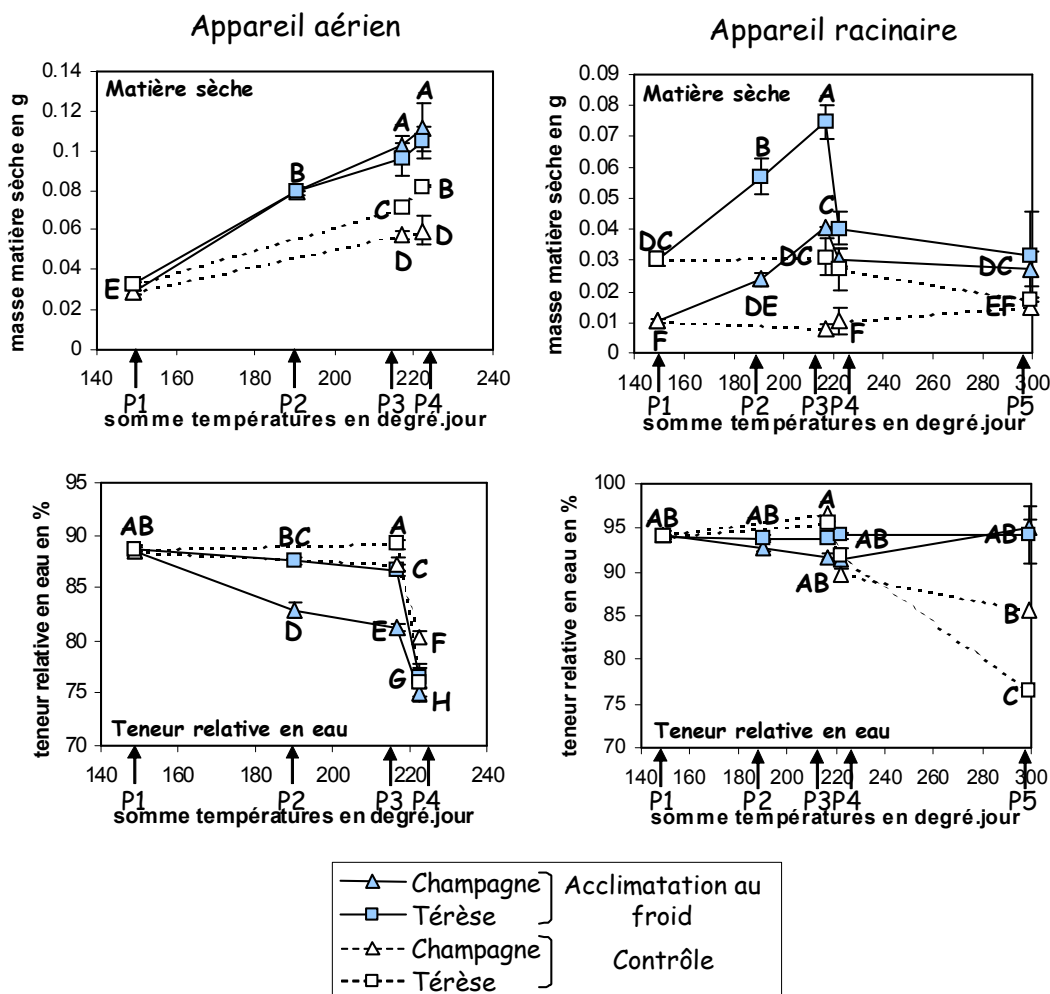 Appareil aérien
Appareil racinaire
masse matière sèche en g
0.14
0.12
0.1
0.08
0.06
0.04
0.02
0
Matière sèche
A
A
B
B
C
D
D
E
140 160 180 200 220 240
P1 P2 P3 P4
somme températures en degré.jour
masse matière sèche en g
0.09
0.08
0.07
0.06
0.05
0.04
0.03
0.02
0.01
0
Matière sèche
A
B
C
DC
DC
DC
DE
EF
F
F
140 160 180 200 220 240 260 280 300
P1 P2 P3 P4 P5
somme températures en degré.jour
teneur relative en eau en %
95
90
85
80
75
70
AB
BC
A
C
D
E
F
G
H
Teneur relative en eau
140 160 180 200 220 240
P1 P2 P3 P4
somme températures en degré.jour
teneur relative en eau en %
100
95
90
85
80
75
70
A
AB
AB
AB
AB
AB
B
C
Teneur relative en eau
140 160 180 200 220 240 260 280 300
P1 P2 P3 P4 P5
somme températures en degré.jour
Champagne
Térèse
Acclimatation au
froid
Champagne
Térèse
Contrôle